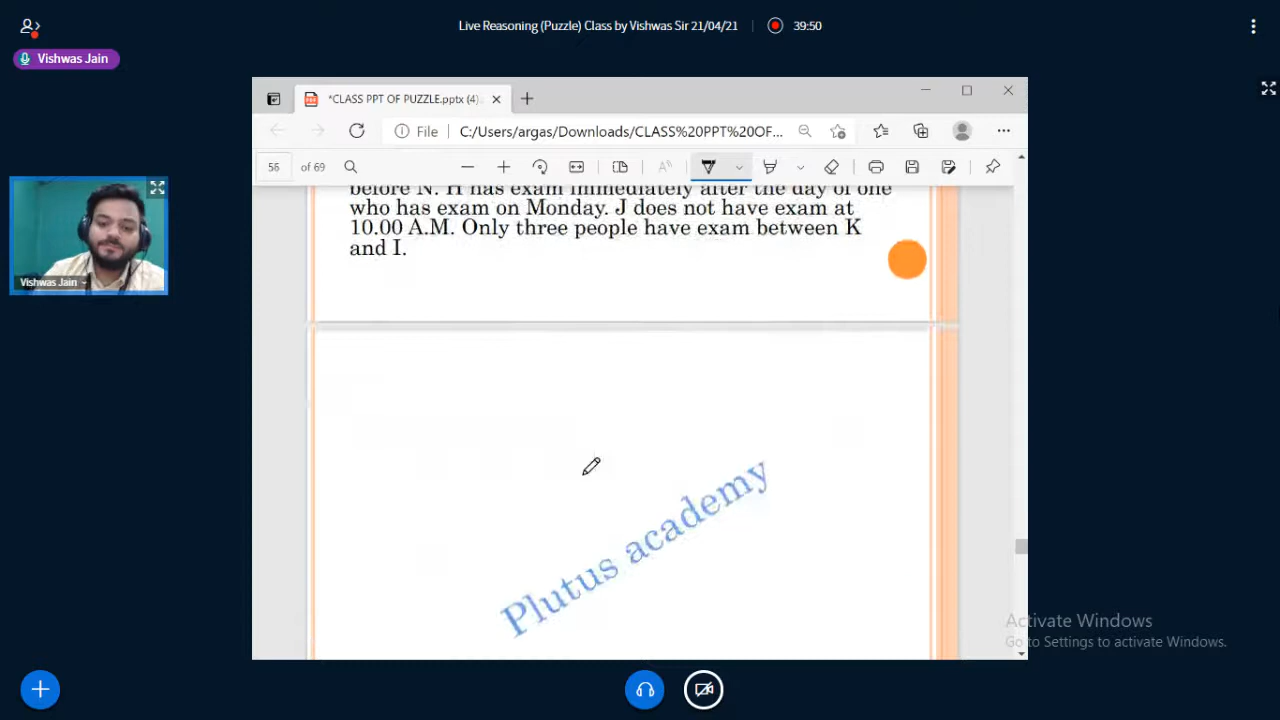 Live Reasoning (Puzzle) Class by Vishwas Sir 21/04/21
39:50
Vishwas Jain
*CLASS PPT OF PUZZLE.pptx (4).
File
C:/Users/argas/Downloads/CLASS%20PPT%20OF...
56
of 69
before N. H has exam immediately after the day of one
who has exam on Monday. J does not have exam at
10.00 A.M. Only three people have exam between K
and I.
Vishwas Jain
Plutus academy
Activate Windows
Go to Settings to activate Windows.